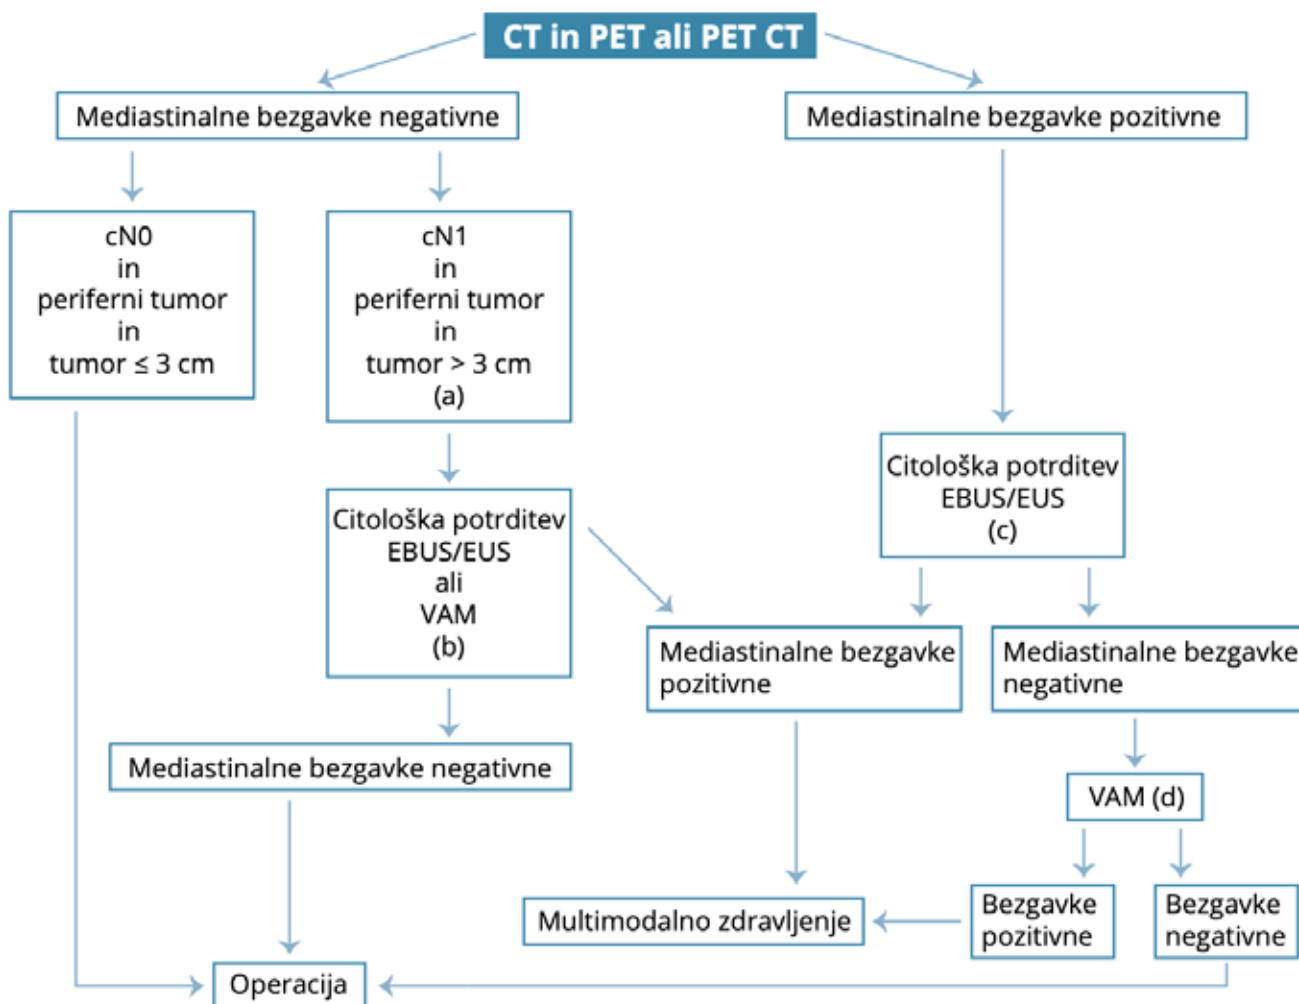 CT in PET ali PET CT
Mediastinalne bezgavke negativne
Mediastinalne bezgavke pozitivne
cN0
in
periferni tumor
in
tumor ≤ 3 cm
cN1
in
periferni tumor
in
tumor > 3 cm
(a)
Citološka potrditev
EBUS/EUS
ali
VAM
(b)
Citološka potrditev
EBUS/EUS
(c)
Mediastinalne bezgavke
pozitivne
Mediastinalne bezgavke
negativne
Mediastinalne bezgavke negativne
VAM (d)
Multimodalno zdravljenje
Bezgavke
pozitivne
Bezgavke
negativne
Operacija